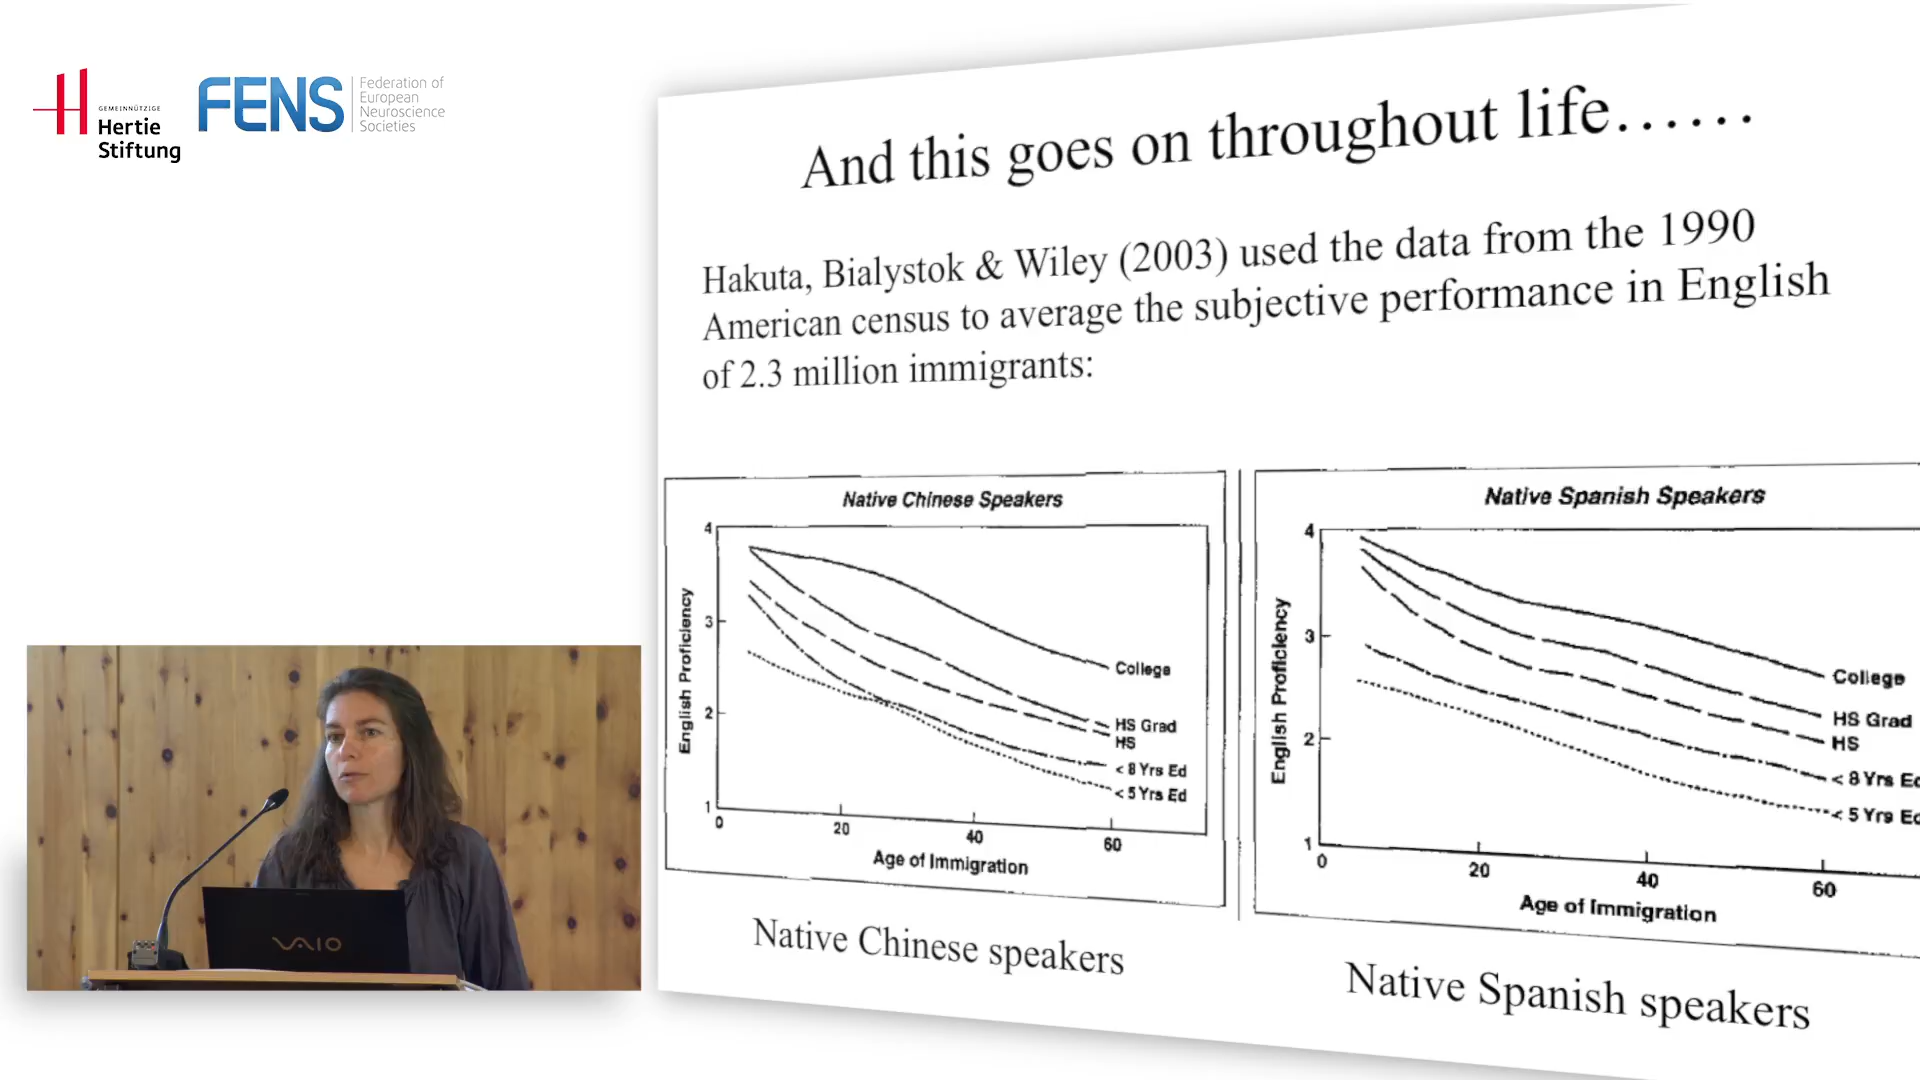 GEMEINNÜTZIGE
Hertie
Stiftung
FENS
Federation of
European
Neuroscience
Societies
And this goes on throughout life……
Hakuta, Bialystok & Wiley (2003) used the data from the 1990
American census to average the subjective performance in English
of 2.3 million immigrants:
Native Chinese Speakers
4
3
2
1
English Proficiency
College
HS Grad
HS
< 8 Yrs Ed
< 5 Yrs Ed
0 20 40 60
Age of Immigration
Native Chinese speakers
Native Spanish Speakers
4
3
2
1
English Proficiency
College
HS Grad
HS
< 8 Yrs Ed
< 5 Yrs Ed
0 20 40 60
Age of Immigration
Native Spanish speakers
VAIO